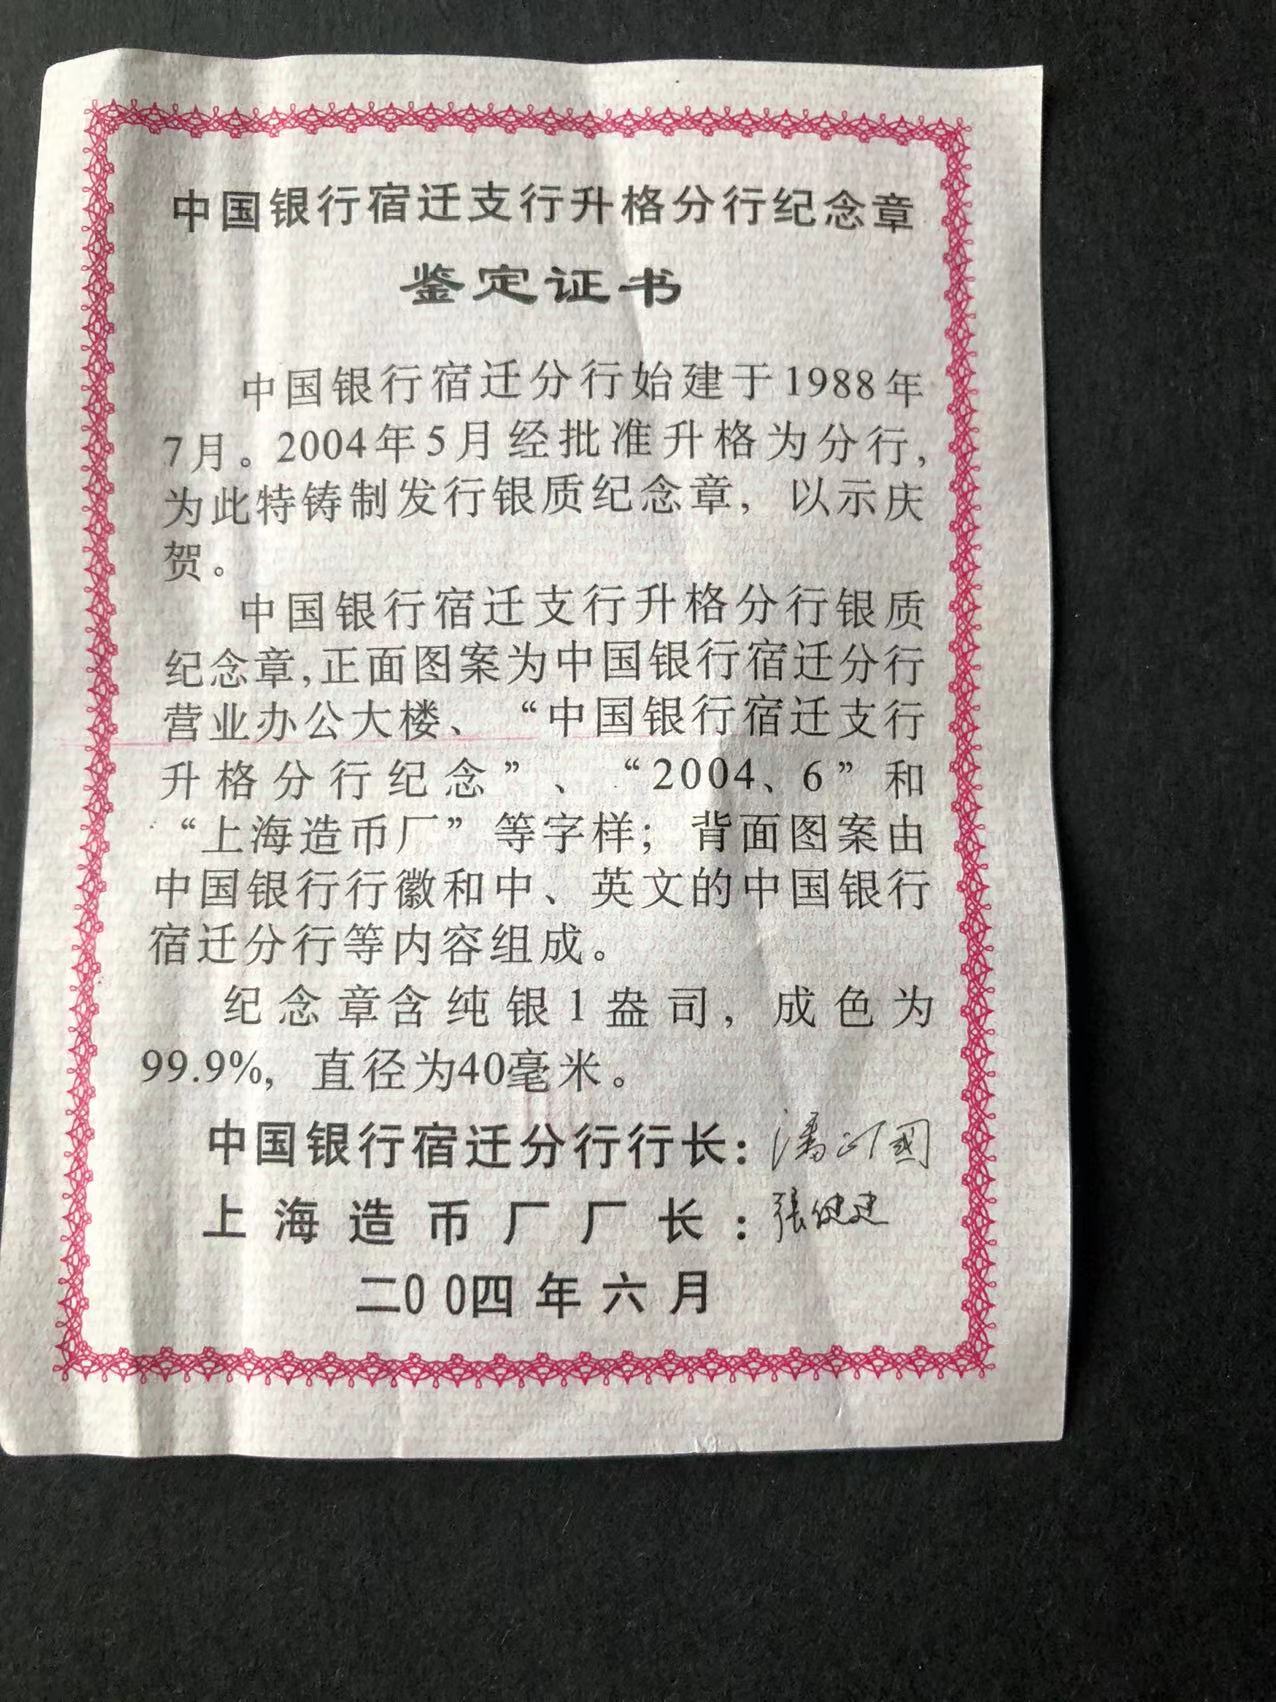 中国银行宿迁支行升格分行纪念章
鉴定证书
中国银行宿迁分行始建于1988年
7月。2004年5月经批准升格为分行,
为此特铸制发行银质纪念章，以示庆
贺。
中国银行宿迁支行升格分行银质
纪念章,正面图案为中国银行宿迁分行
营业办公大楼、“中国银行宿迁支行
升格分行纪念”、“2004、6”和
“上海造币厂”等字样；背面图案由
中国银行行徽和中、英文的中国银行
宿迁分行等内容组成。
纪念章含纯银1盎司，成色为
99.9%，直径为40毫米。
中国银行宿迁分行行长：潘 國
上海造币厂厂长：張健
二00四年六月